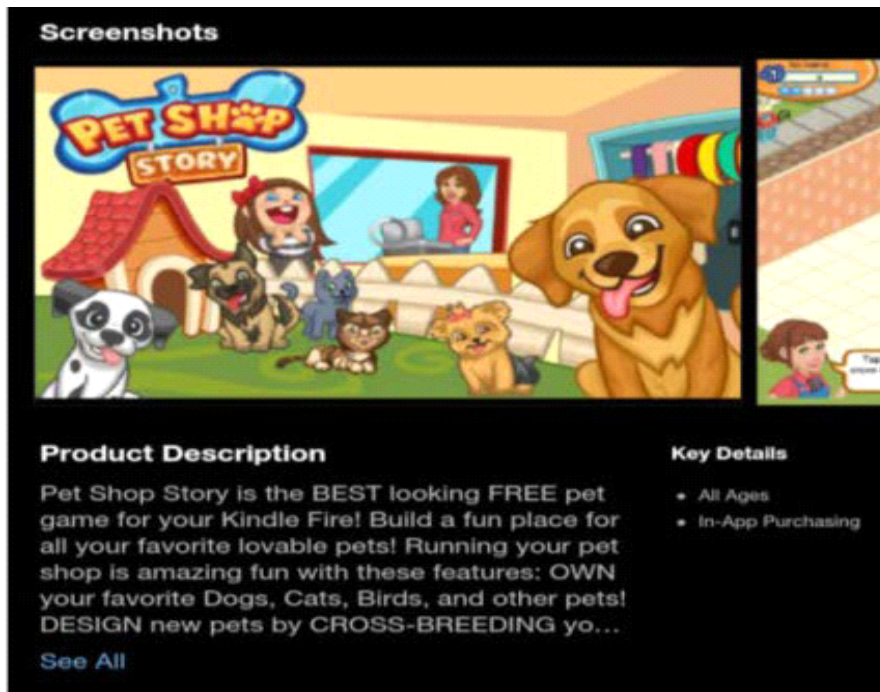 Screenshots
PET SHOP
STORY
1
Product Description
Pet Shop Story is the BEST looking FREE pet
game for your Kindle Fire! Build a fun place for
all your favorite lovable pets! Running your pet
shop is amazing fun with these features: OWN
your favorite Dogs, Cats, Birds, and other pets!
DESIGN new pets by CROSS-BREEDING yo...
See All
Key Details
• All Ages
• In-App Purchasing